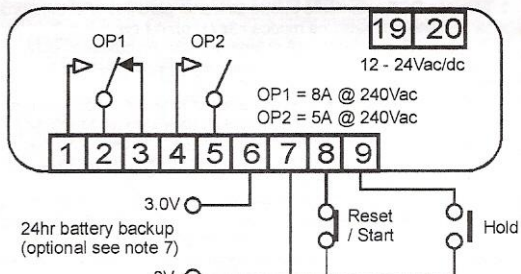 19 20
OP1 OP2
12 - 24Vac/dc
OP1 = 8A @ 240Vac
OP2 = 5A @ 240Vac
1 2 3 4 5 6 7 8 9
3.0V
24hr battery backup
(optional see note 7)
Reset
/ Start
Hold